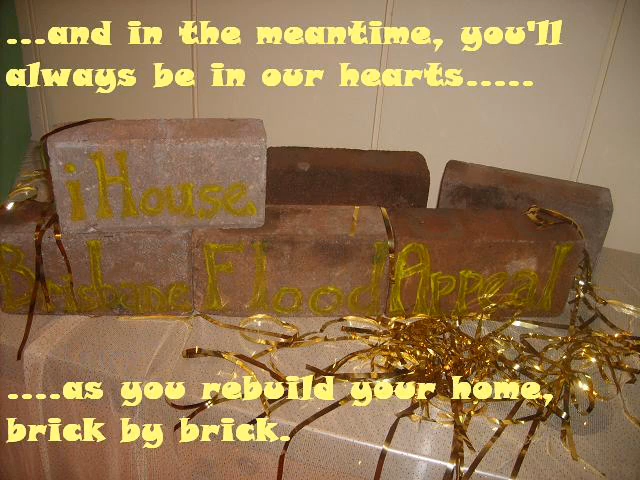 ...and in the meantime, you'll
always be in our hearts.....
iHouse
Brisbane Flood Appeal
....as you rebuild your home,
brick by brick.